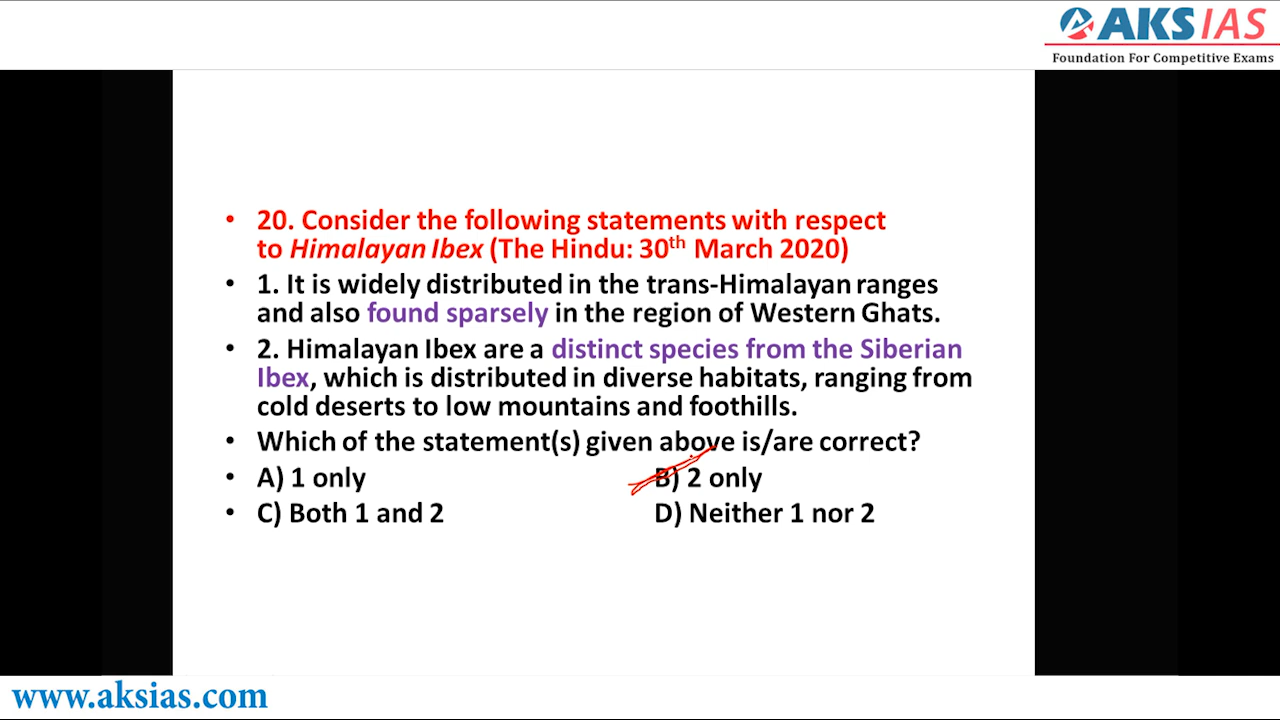 AKS IAS
Foundation For Competitive Exams
• 20. Consider the following statements with respect
to Himalayan Ibex (The Hindu: 30th March 2020)
• 1. It is widely distributed in the trans-Himalayan ranges
and also found sparsely in the region of Western Ghats.
• 2. Himalayan Ibex are a distinct species from the Siberian
Ibex, which is distributed in diverse habitats, ranging from
cold deserts to low mountains and foothills.
• Which of the statement(s) given above is/are correct?
• A) 1 only B) 2 only
• C) Both 1 and 2 D) Neither 1 nor 2
www.aksias.com